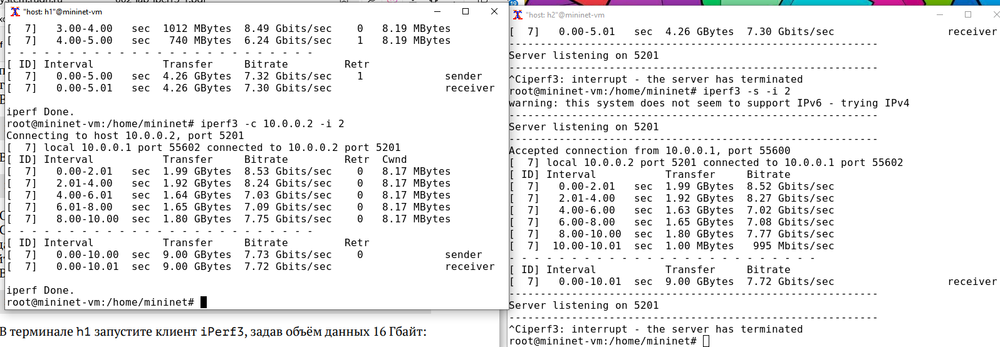 "host: h1"@mininet-vm
[  7]   3.00-4.00   sec  1012 MBytes  8.49 Gbits/sec    0   8.19 MBytes
[  7]   4.00-5.00   sec   740 MBytes  6.24 Gbits/sec    1   8.19 MBytes
- - - - - - - - - - - - - - - - - - - - - - - - -
[ ID] Interval           Transfer     Bitrate         Retr
[  7]   0.00-5.00   sec  4.26 GBytes  7.32 Gbits/sec    1             sender
[  7]   0.00-5.01   sec  4.26 GBytes  7.30 Gbits/sec                  receiver
iperf Done.
root@mininet-vm:/home/mininet# iperf3 -c 10.0.0.2 -i 2
Connecting to host 10.0.0.2, port 5201
[  7] local 10.0.0.1 port 55602 connected to 10.0.0.2 port 5201
[ ID] Interval           Transfer     Bitrate         Retr  Cwnd
[  7]   0.00-2.01   sec  1.99 GBytes  8.53 Gbits/sec    0   8.17 MBytes
[  7]   2.01-4.00   sec  1.92 GBytes  8.24 Gbits/sec    0   8.17 MBytes
[  7]   4.00-6.01   sec  1.64 GBytes  7.03 Gbits/sec    0   8.17 MBytes
[  7]   6.01-8.00   sec  1.65 GBytes  7.09 Gbits/sec    0   8.17 MBytes
[  7]   8.00-10.00  sec  1.80 GBytes  7.75 Gbits/sec    0   8.17 MBytes
- - - - - - - - - - - - - - - - - - - - - - - - -
[ ID] Interval           Transfer     Bitrate         Retr
[  7]   0.00-10.00  sec  9.00 GBytes  7.73 Gbits/sec    0             sender
[  7]   0.00-10.01  sec  9.00 GBytes  7.72 Gbits/sec                  receiver
iperf Done.
root@mininet-vm:/home/mininet#
В терминале h1 запустите клиент iPerf3, задав объём данных 16 Гбайт:
19
"host: h2"@mininet-vm
[  7]   0.00-5.01   sec  4.26 GBytes  7.30 Gbits/sec                  receiver
-----------------------------------------------------------
Server listening on 5201
-----------------------------------------------------------
^Ciperf3: interrupt - the server has terminated
root@mininet-vm:/home/mininet# iperf3 -s -i 2
warning: this system does not seem to support IPv6 - trying IPv4
-----------------------------------------------------------
Server listening on 5201
-----------------------------------------------------------
Accepted connection from 10.0.0.1, port 55600
[  7] local 10.0.0.2 port 5201 connected to 10.0.0.1 port 55602
[ ID] Interval           Transfer     Bitrate
[  7]   0.00-2.01   sec  1.99 GBytes  8.52 Gbits/sec
[  7]   2.01-4.00   sec  1.92 GBytes  8.27 Gbits/sec
[  7]   4.00-6.00   sec  1.63 GBytes  7.02 Gbits/sec
[  7]   6.00-8.00   sec  1.65 GBytes  7.08 Gbits/sec
[  7]   8.00-10.00  sec  1.80 GBytes  7.77 Gbits/sec
[  7]  10.00-10.01  sec  1.00 MBytes   995 Mbits/sec
- - - - - - - - - - - - - - - - - - - - - - - - -
[ ID] Interval           Transfer     Bitrate
[  7]   0.00-10.01  sec  9.00 GBytes  7.72 Gbits/sec                  receiver
-----------------------------------------------------------
Server listening on 5201
-----------------------------------------------------------
^Ciperf3: interrupt - the server has terminated
root@mininet-vm:/home/mininet#